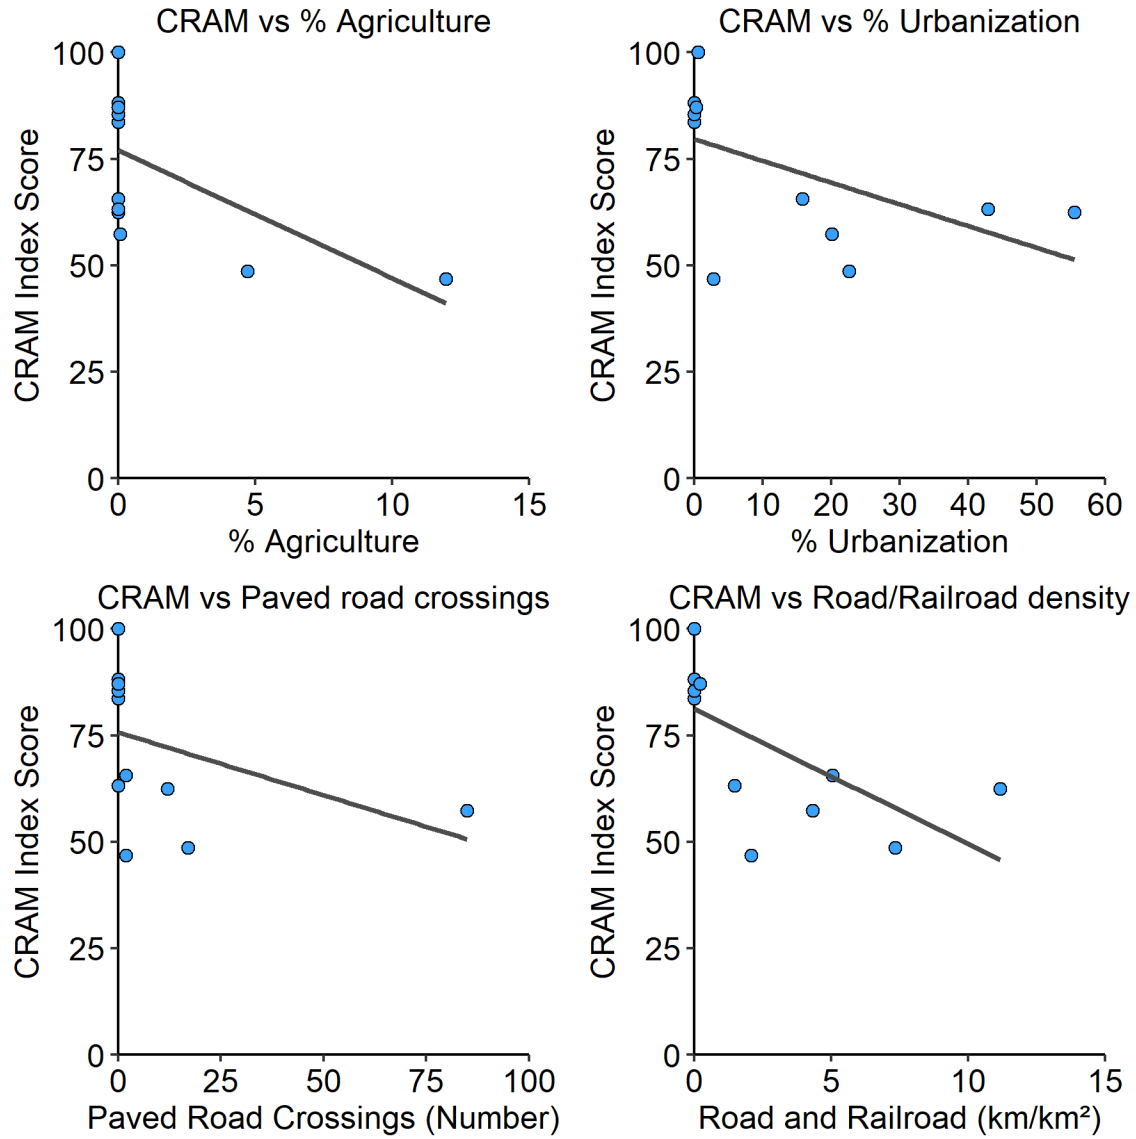 CRAM vs % Agriculture
100
75
50
25
0
CRAM Index Score
0 5 10 15
% Agriculture
CRAM vs % Urbanization
100
75
50
25
0
CRAM Index Score
0 10 20 30 40 50 60
% Urbanization
CRAM vs Paved road crossings
100
75
50
25
0
CRAM Index Score
0 25 50 75 100
Paved Road Crossings (Number)
CRAM vs Road/Railroad density
100
75
50
25
0
CRAM Index Score
0 5 10 15
Road and Railroad (km/km²)